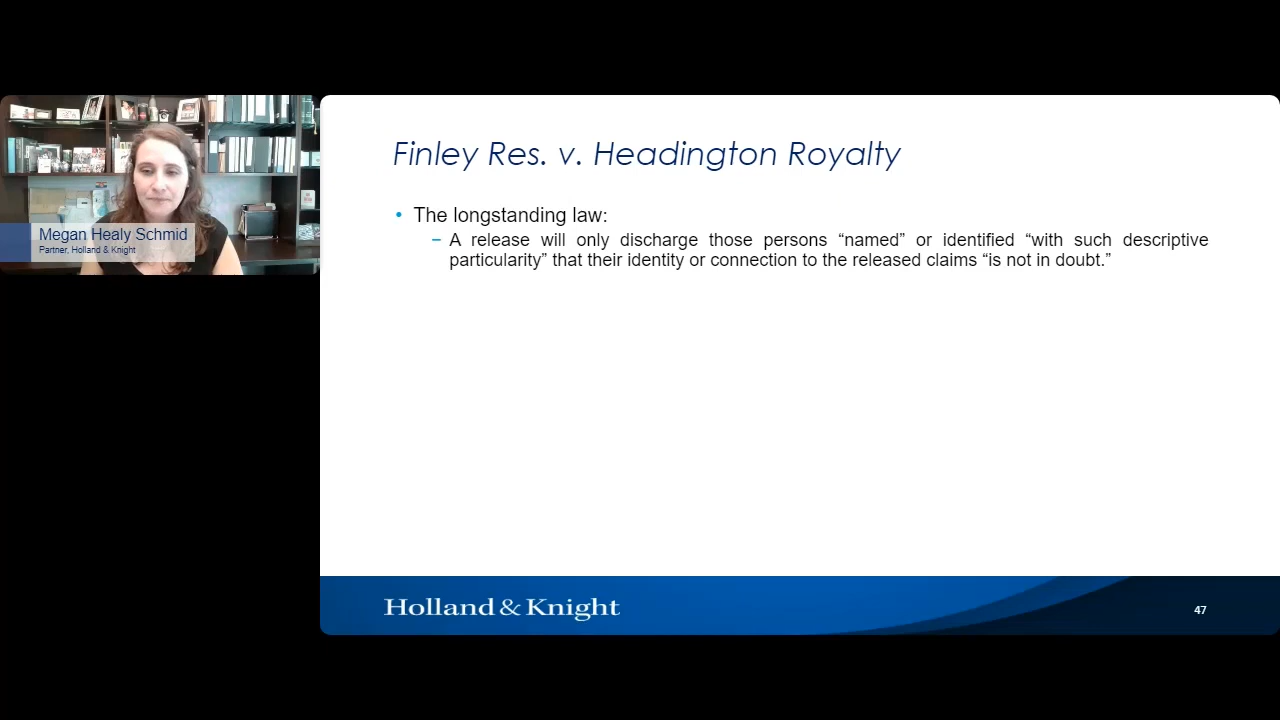 Finley Res. v. Headington Royalty
• The longstanding law:
– A release will only discharge those persons “named” or identified “with such descriptive
particularity” that their identity or connection to the released claims “is not in doubt.”
Megan Healy Schmid
Partner, Holland & Knight
Holland & Knight
47